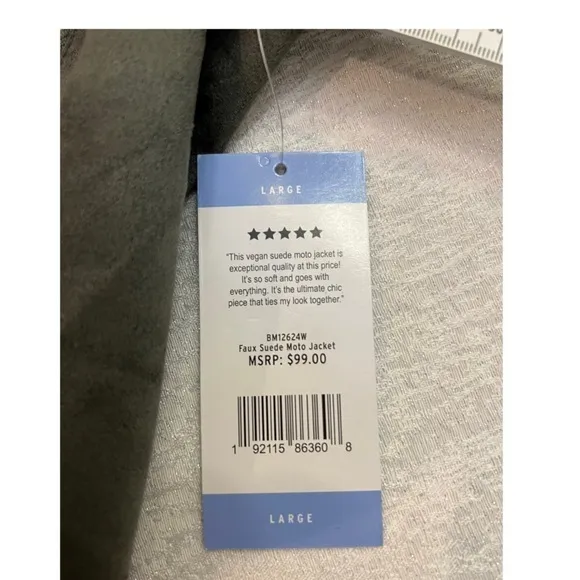 LARGE
"This vegan suede moto jacket is
exceptional quality at this price!
It's so soft and goes with
everything. It's the ultimate chic
piece that ties my look together."
BM12624W
Faux Suede Moto Jacket
MSRP: $99.00
1 92115 86360 8
LARGE